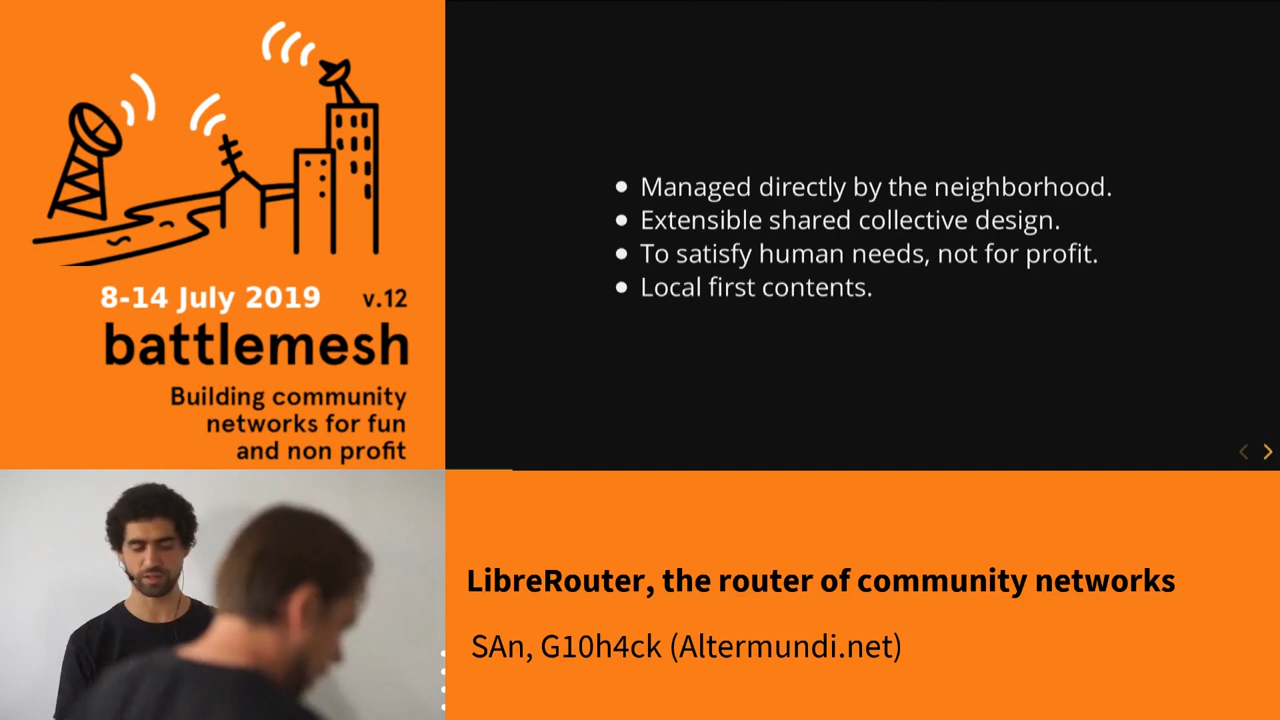 8-14 July 2019 v.12
battlemesh
Building community
networks for fun
and non profit
Managed directly by the neighborhood.
Extensible shared collective design.
To satisfy human needs, not for profit.
Local first contents.
LibreRouter, the router of community networks
SAn, G10h4ck (Altermundi.net)